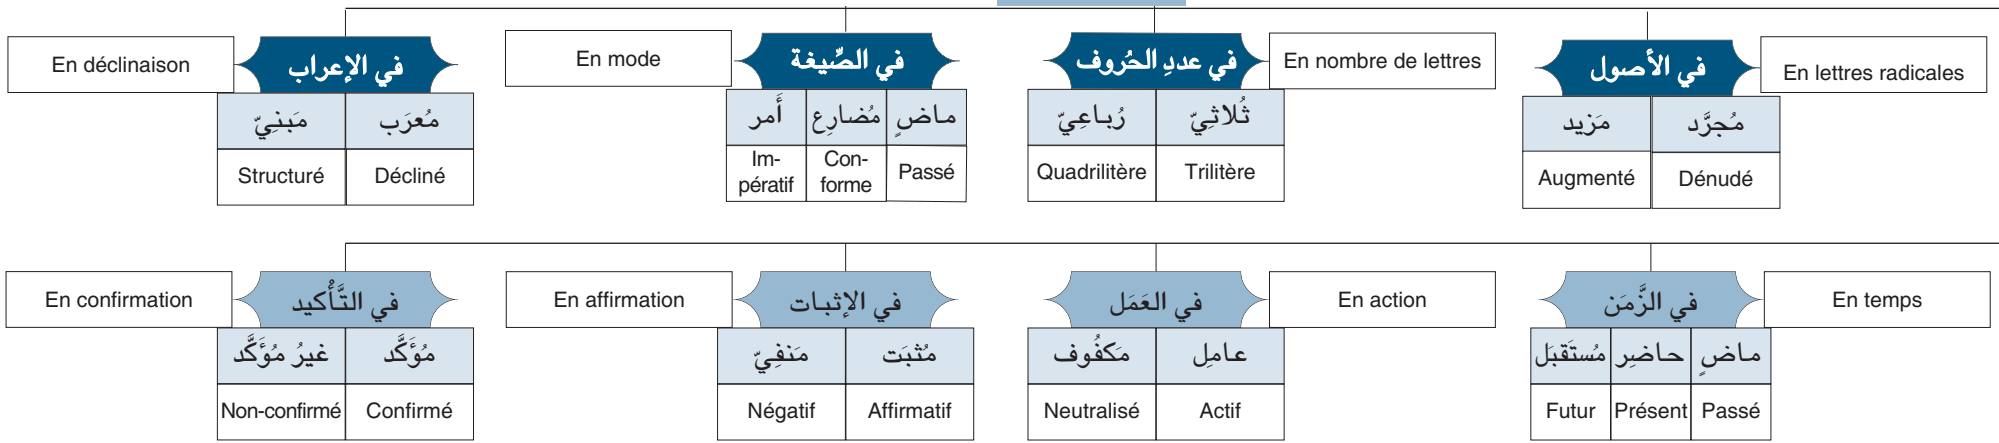 في الأصول
En lettres radicales
مُجرَّد
مَزيد
Dénudé
Augmenté
في عددِ الحُروف
En nombre de lettres
ثُلاثِيّ
رُباعِيّ
Trilitère
Quadrilitère
في الصِّيغة
En mode
ماضٍ
مُضارِع
أَمر
Passé
Con-
forme
Im-
pératif
في الإعراب
En déclinaison
مُعرَب
مَبنِيّ
Décliné
Structuré
في الزَّمَن
En temps
ماضٍ
حاضِر
مُستَقبَل
Passé
Présent
Futur
في العَمَل
En action
عامِل
مَكفُوف
Actif
Neutralisé
في الإثبات
En affirmation
مُثبَت
مَنفِيّ
Affirmatif
Négatif
في التَّأْكيد
En confirmation
مُؤَكَّد
غيرُ مُؤَكَّد
Confirmé
Non-confirmé